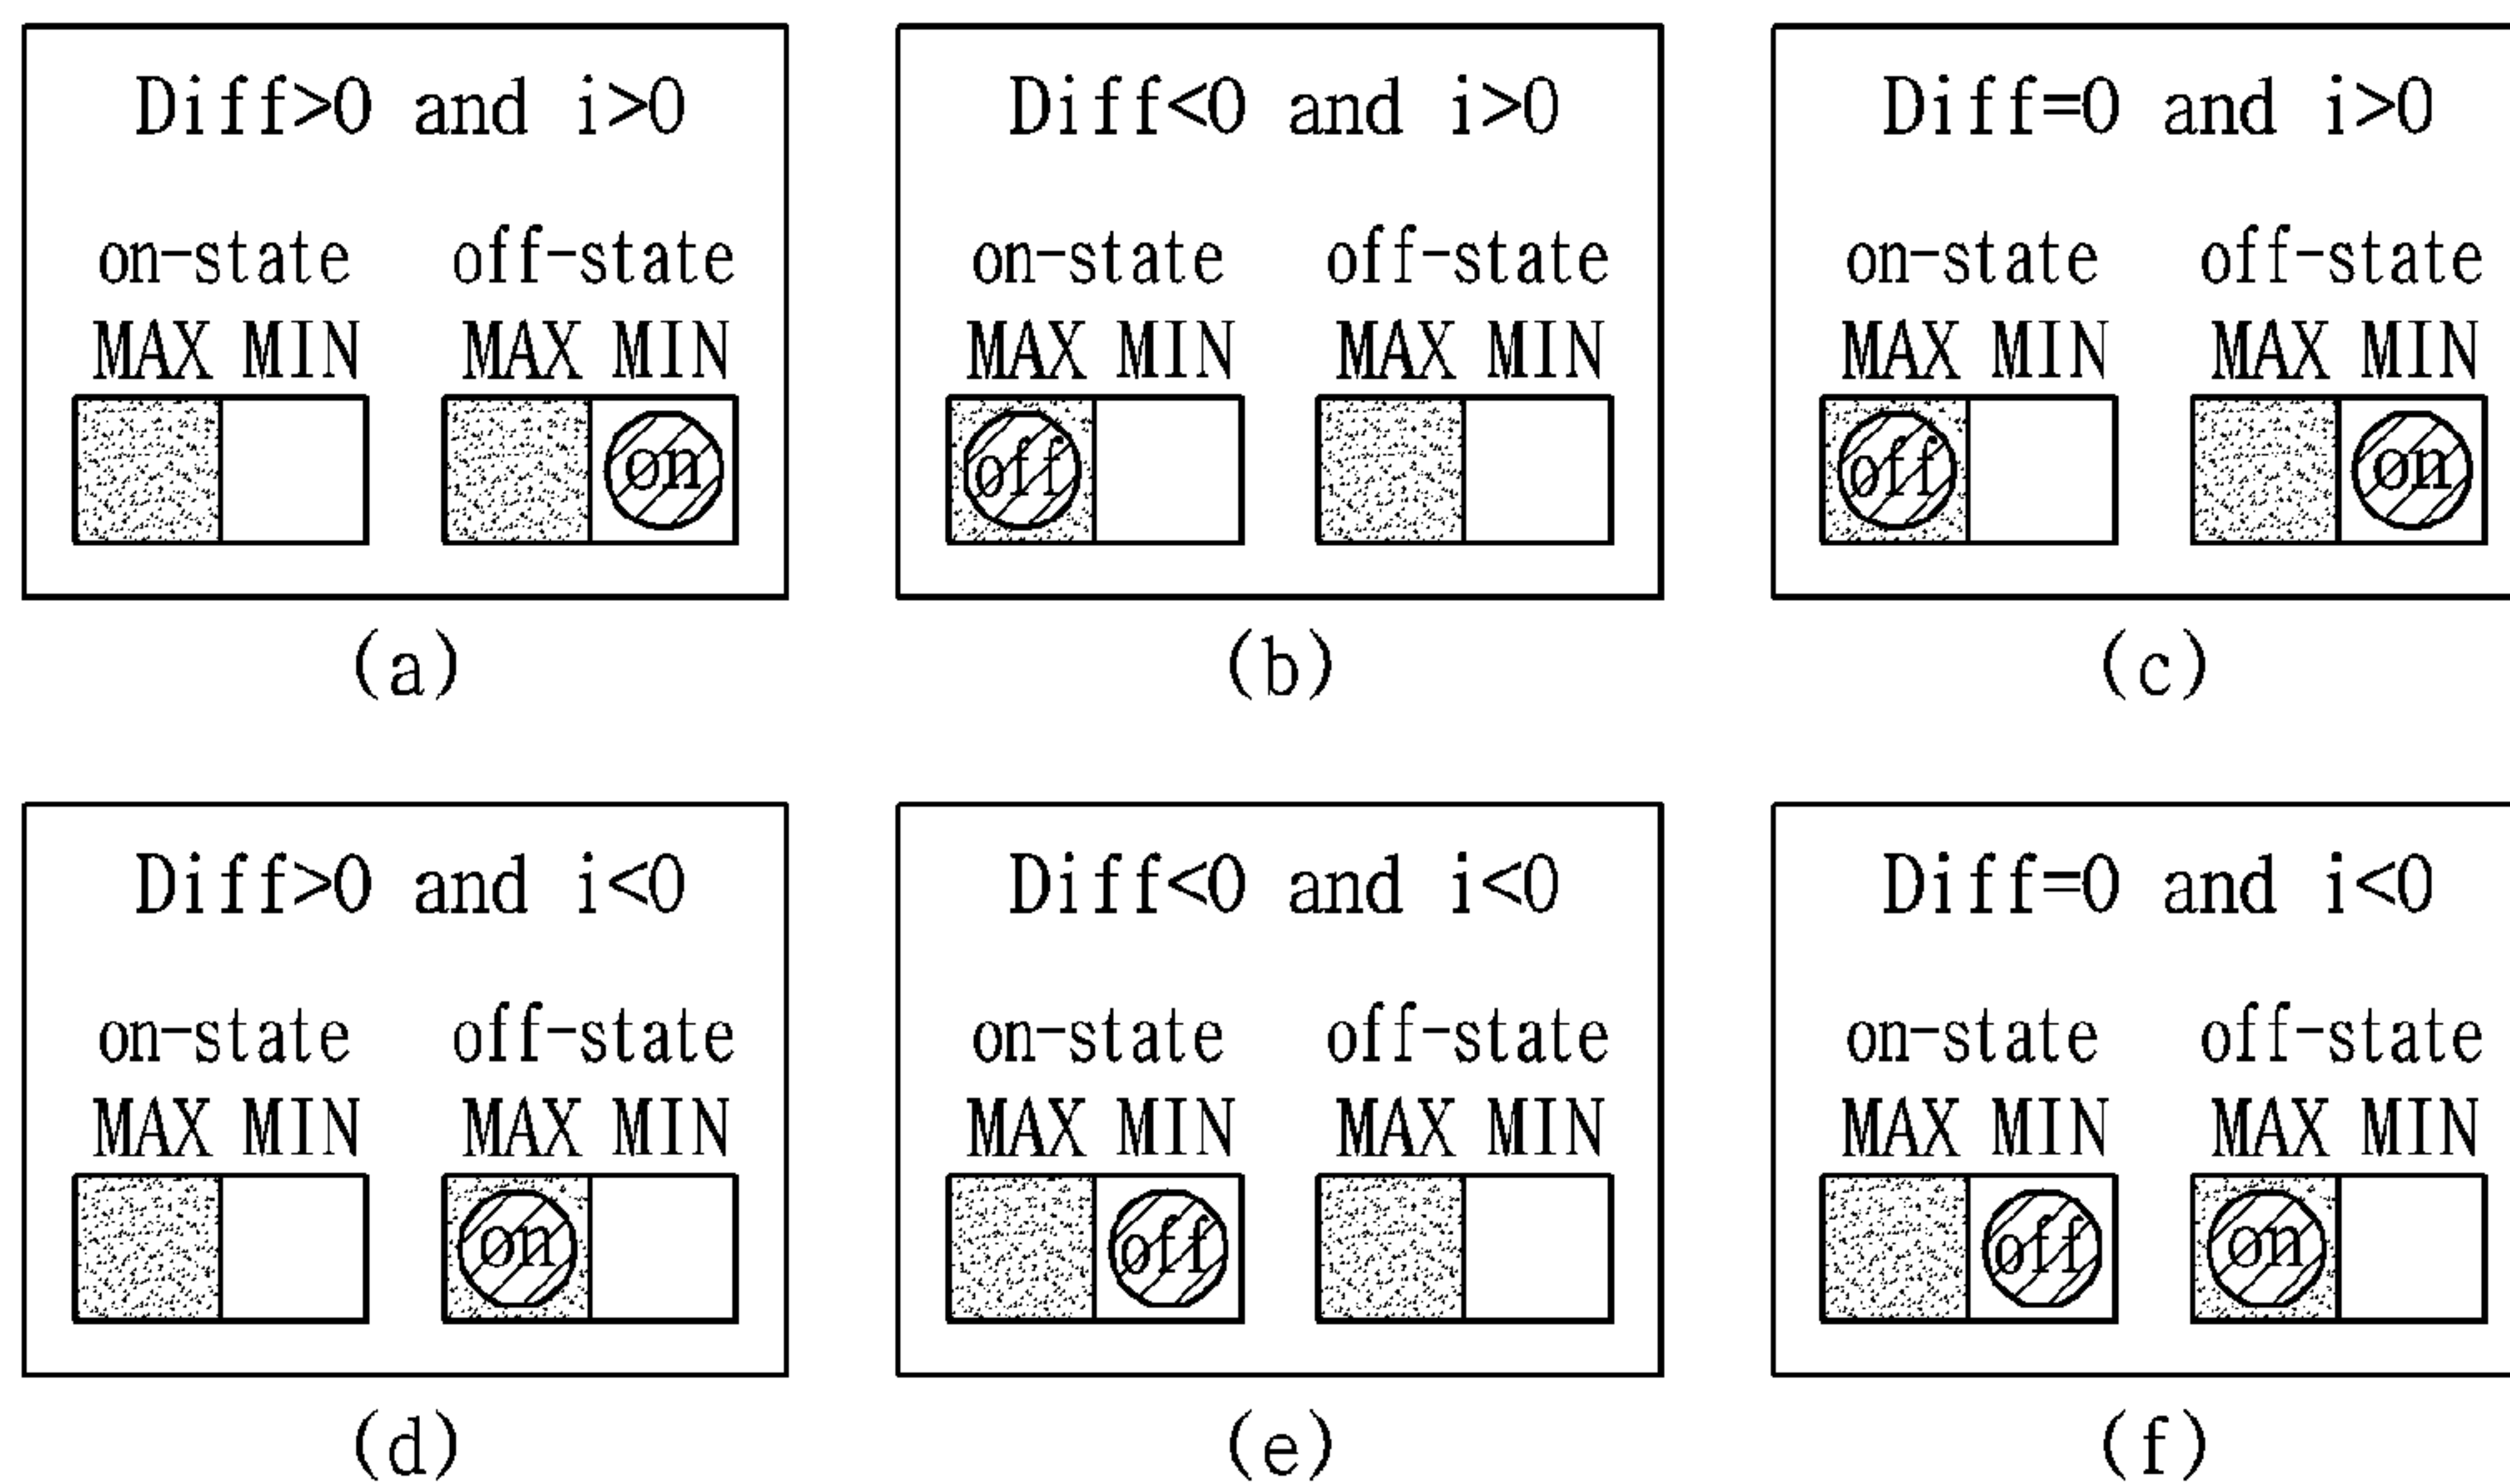 Diff>0 and i>0
on-state off-state
MAX MIN MAX MIN
on
(a)
Diff<0 and i>0
on-state off-state
MAX MIN MAX MIN
off
(b)
Diff=0 and i>0
on-state off-state
MAX MIN MAX MIN
off on
(c)
Diff>0 and i<0
on-state off-state
MAX MIN MAX MIN
on
(d)
Diff<0 and i<0
on-state off-state
MAX MIN MAX MIN
off
(e)
Diff=0 and i<0
on-state off-state
MAX MIN MAX MIN
off on
(f)